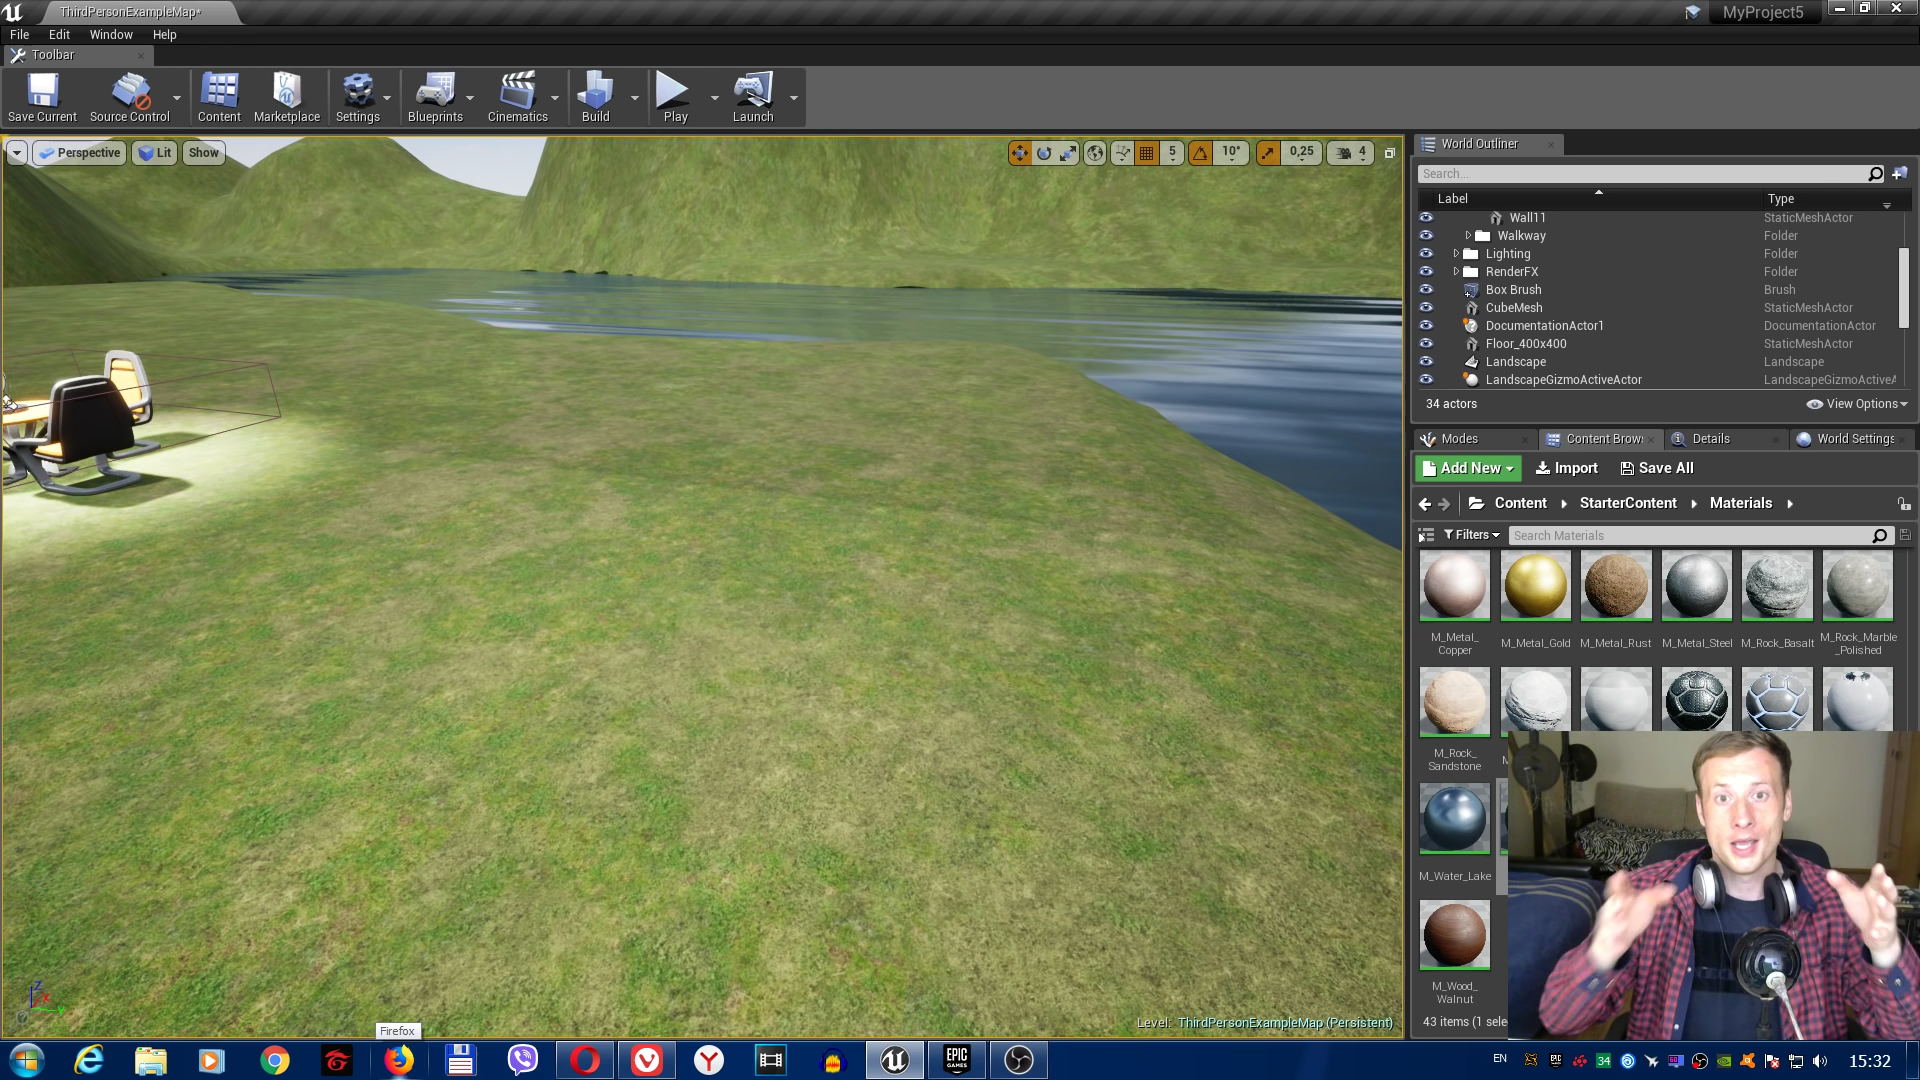 ThirdPersonExampleMap*
MyProject5
File Edit Window Help
Toolbar
Save Current Source Control Content Marketplace Settings Blueprints Cinematics Build Play Launch
Perspective Lit Show
5 10° 0,25 4
World Outliner
Search...
Label Type
Wall11 StaticMeshActor
Walkway Folder
Lighting Folder
RenderFX Folder
Box Brush Brush
CubeMesh StaticMeshActor
DocumentationActor1 DocumentationActor
Floor_400x400 StaticMeshActor
Landscape Landscape
LandscapeGizmoActiveActor LandscapeGizmoActiveA
34 actors View Options
Modes Content Brow Details World Settings
Add New Import Save All
Content StarterContent Materials
Filters Search Materials
M_Metal_
Copper
M_Metal_Gold
M_Metal_Rust
M_Metal_Steel
M_Rock_Basalt
M_Rock_Marble
_Polished
M_Rock_
Sandstone
M_Water_Lake
M_Wood_
Walnut
43 items (1 sele
Level: ThirdPersonExampleMap (Persistent)
Z
X
Y
Firefox
EPIC
GAMES
EN
34
15:32